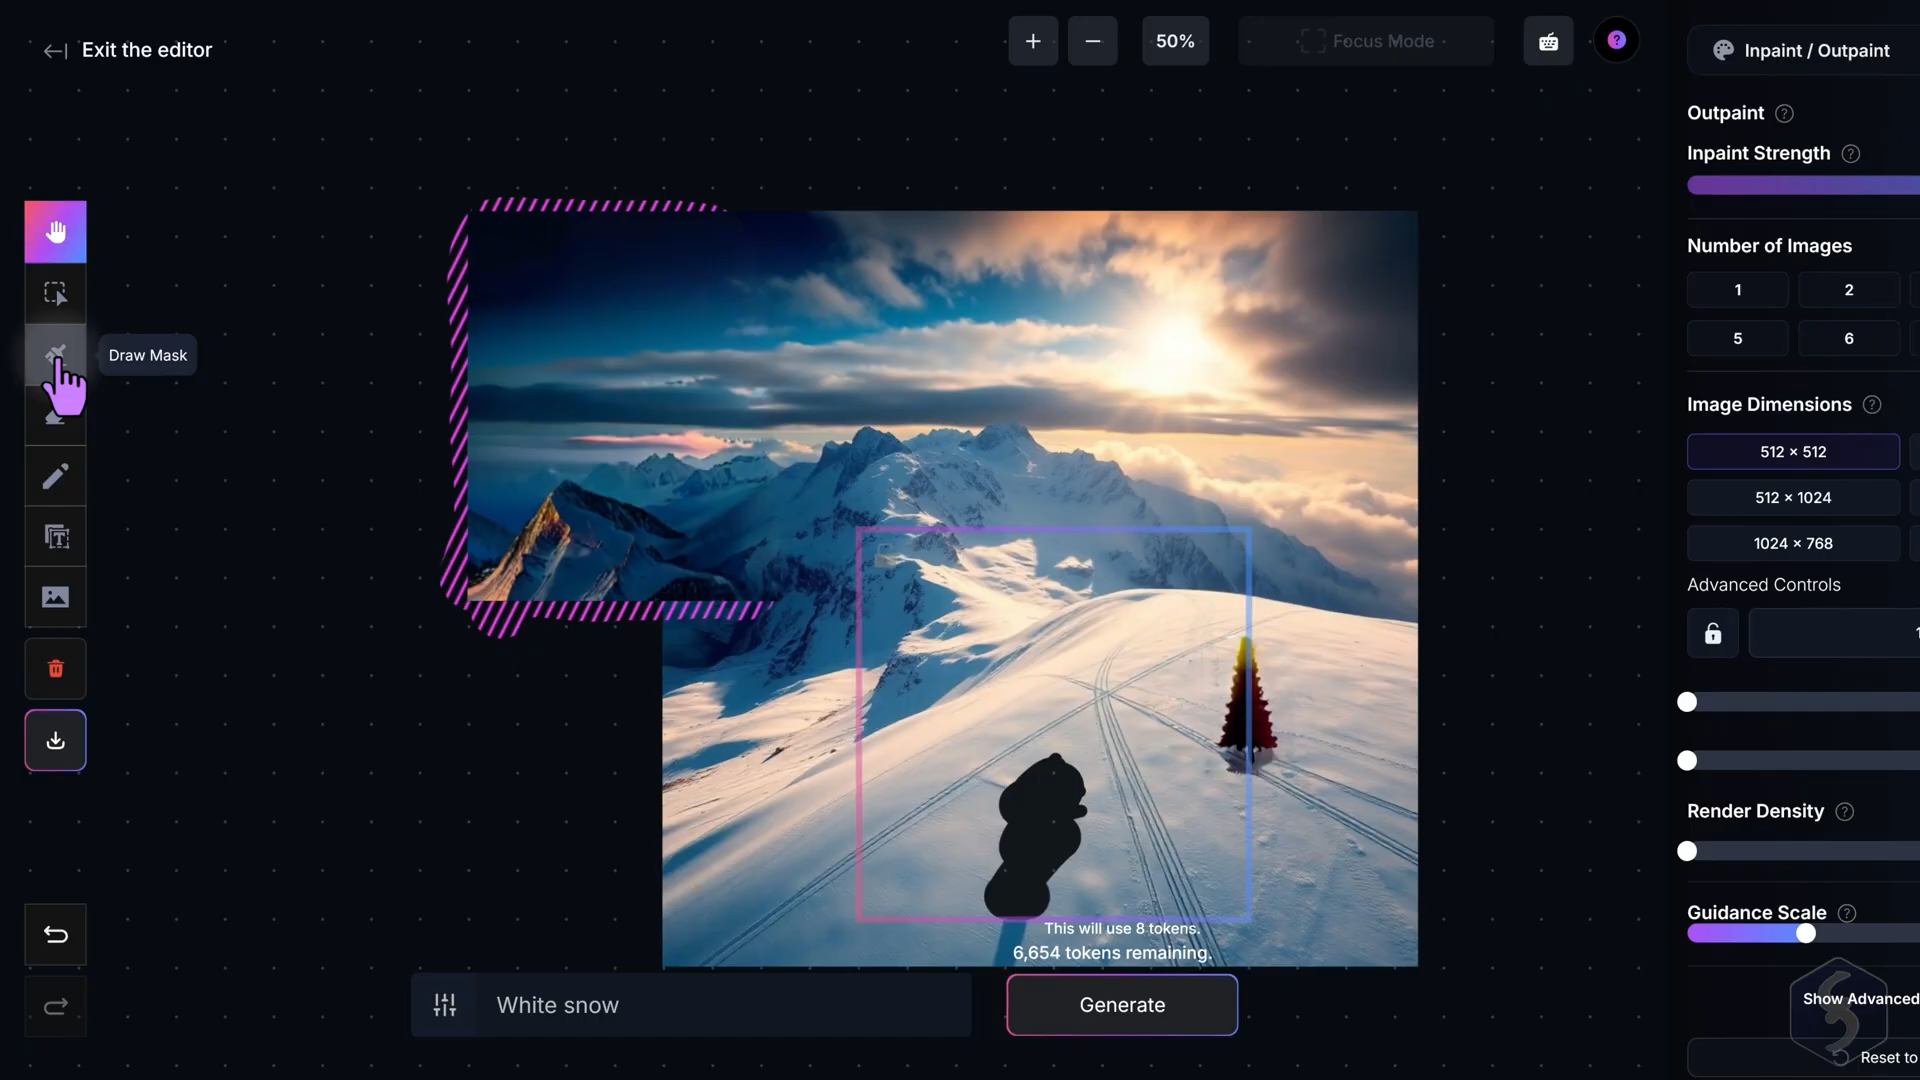 Exit the editor
50%
Focus Mode
?
Inpaint / Outpaint
Outpaint ?
Inpaint Strength ?
Draw Mask
Number of Images
1
2
5
6
Image Dimensions ?
512 × 512
512 × 1024
1024 × 768
Advanced Controls
Render Density ?
Guidance Scale ?
This will use 8 tokens.
6,654 tokens remaining.
White snow
Generate
Show Advanced
Reset to